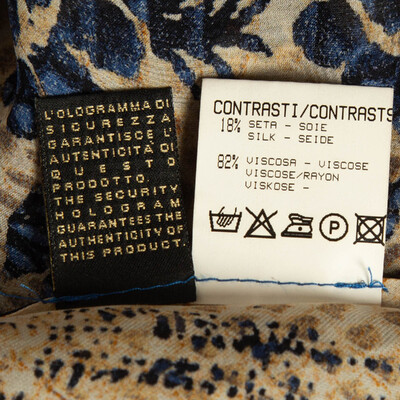 L'OLOGRAMMA DI
SICUREZZA
GARANTISCE L'
AUTENTICITA' DI
QUESTO
PRODOTTO.
THE SECURITY
HOLOGRAM
GUARANTEES THE
AUTHENTICITY OF
THIS PRODUCT.
CONTRASTI/CONTRASTS
18% SETA - SOIE
SILK - SEIDE
82% VISCOSA - VISCOSE
VISCOSE/RAYON
VISKOSE -
P